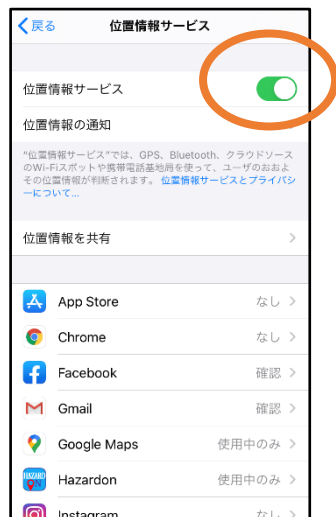 戻る 位置情報サービス
位置情報サービス
位置情報の通知
"位置情報サービス"では、GPS、Bluetooth、クラウドソース
のWi-Fiスポットや携帯電話基地局を使って、ユーザのおおよ
その位置情報が判断されます。 位置情報サービスとプライバシ
ーについて...
位置情報を共有
App Store なし
Chrome なし
Facebook 確認
Gmail 確認
Google Maps 使用中のみ
HAZARD
ON
Hazardon 使用中のみ
Instagram なし